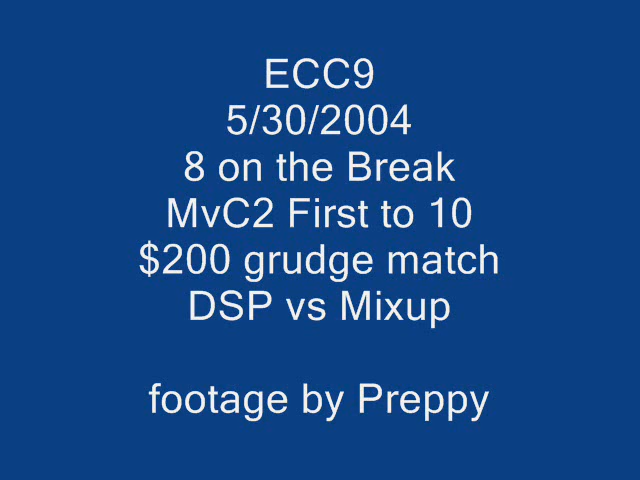 ECC9
5/30/2004
8 on the Break
MvC2 First to 10
$200 grudge match
DSP vs Mixup
footage by Preppy